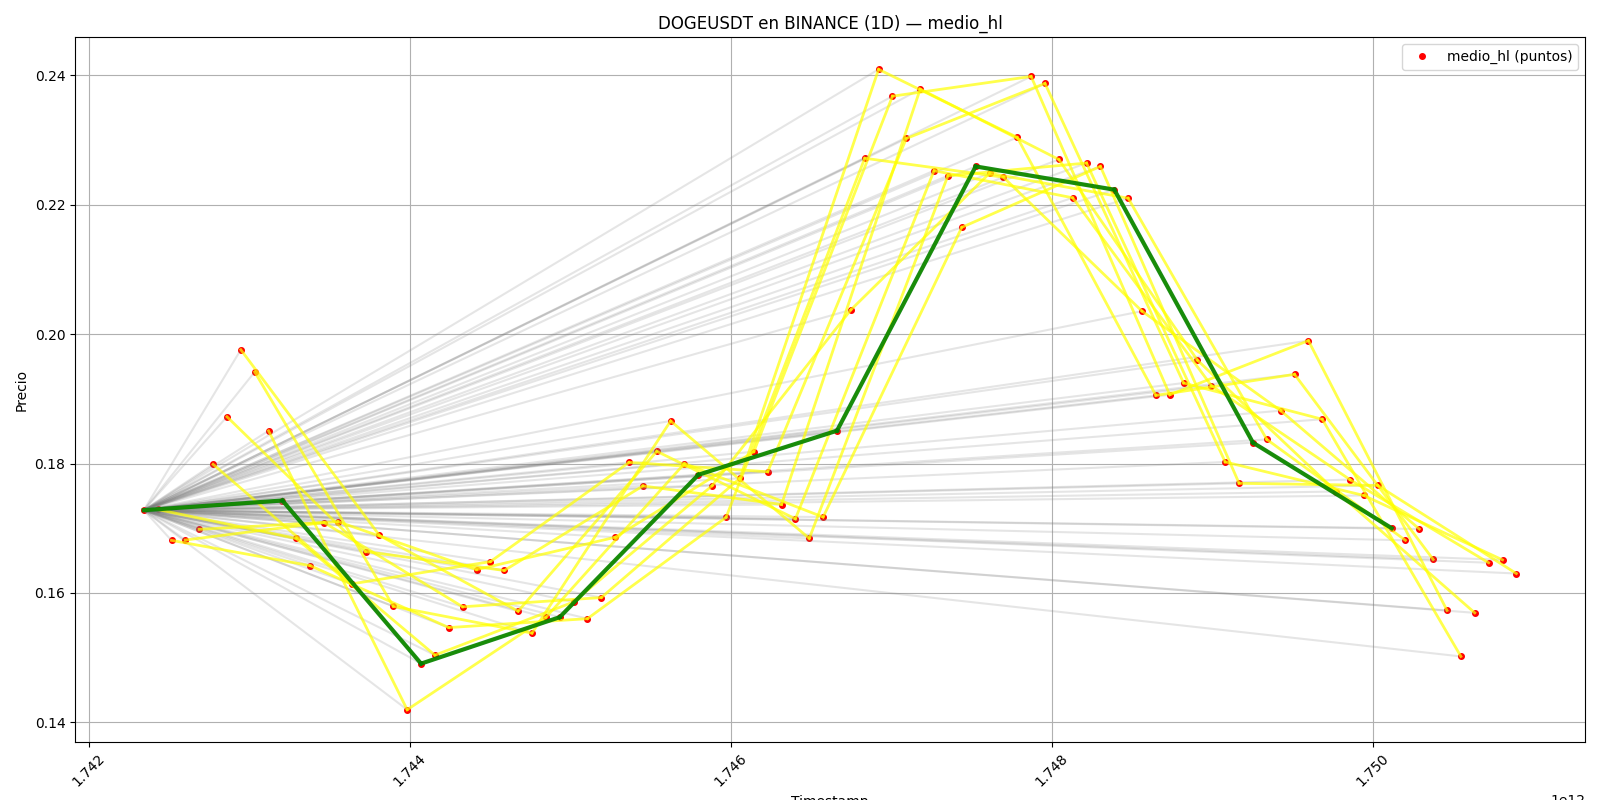 DOGEUSDT en BINANCE (1D) — medio_hl
medio_hl (puntos)
Precio
0.24
0.22
0.20
0.18
0.16
0.14
1.742
1.744
1.746
1.748
1.750
Timestamp
1e12